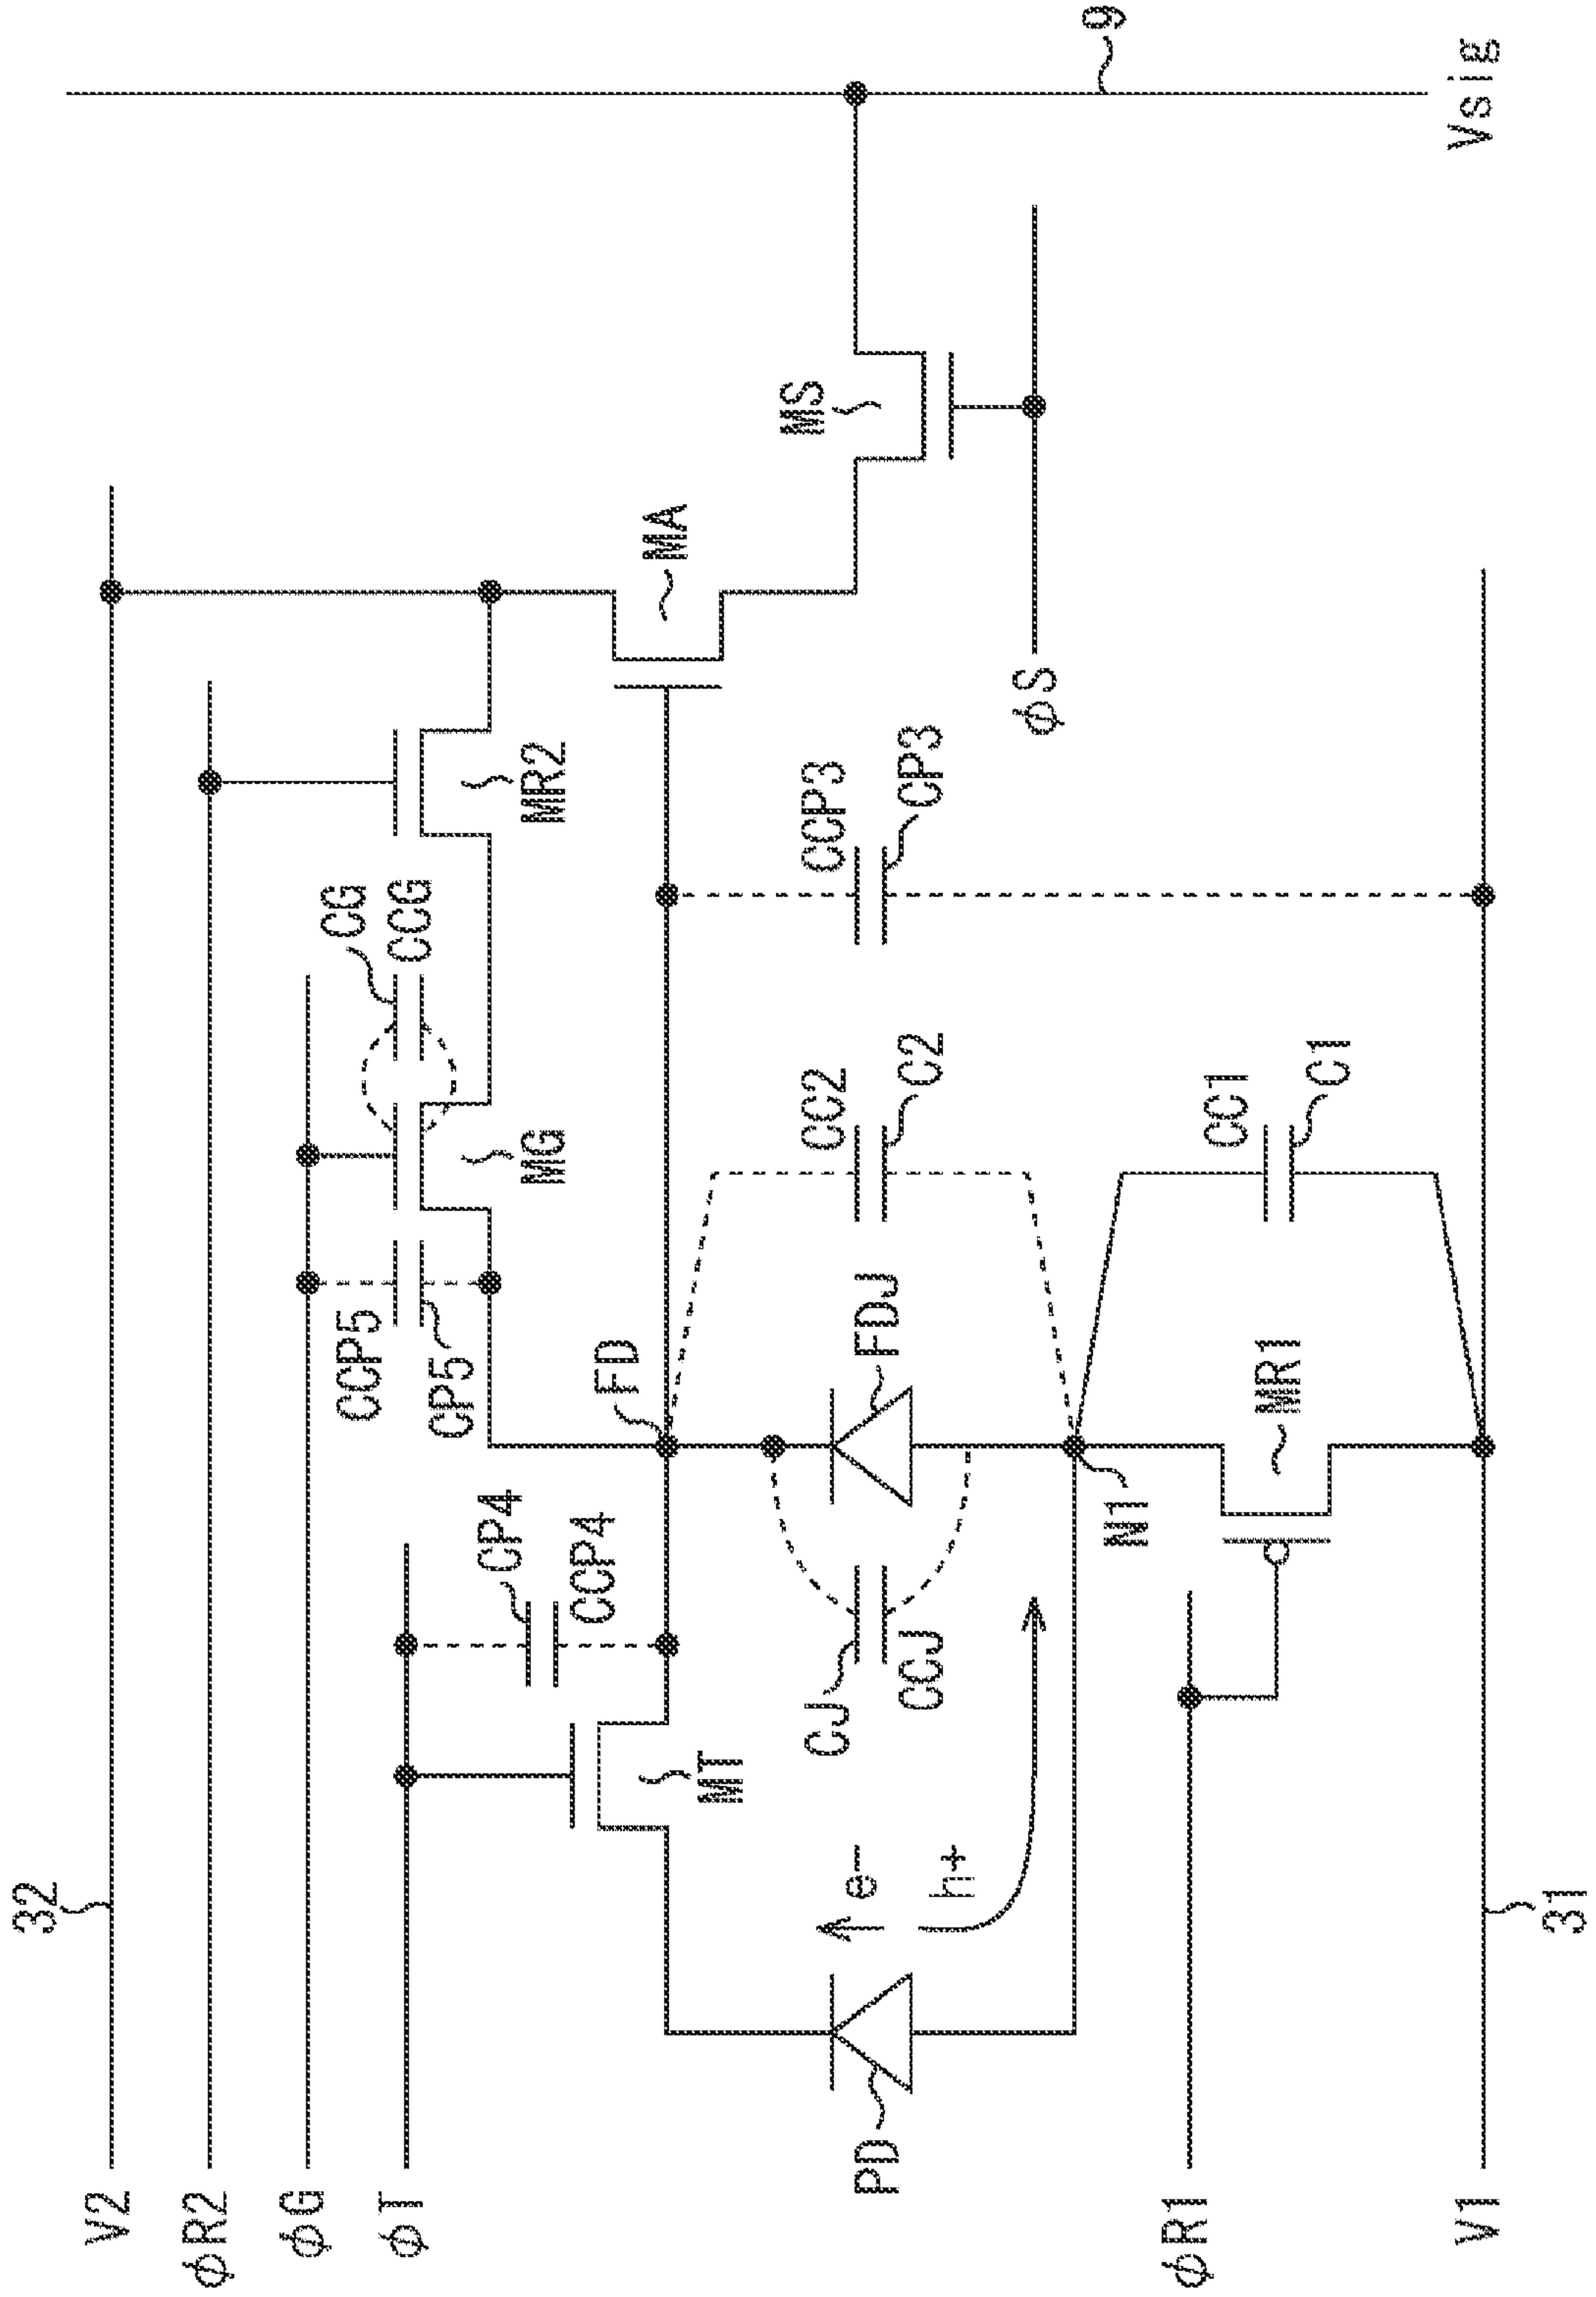 32
V2
φR2
φG
φT
CP4
CCP4
CCP5
CP5
CG
CCG
MG
MR2
MA
MS
MT
FD
PD
e-
h+
CJ
CCJ
FDJ
CC2
C2
CCP3
CP3
φS
N1
MR1
CC1
C1
φR1
V1
31
9
Vsig